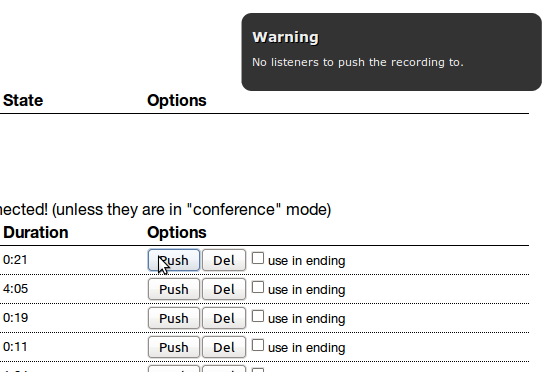 Warning
No listeners to push the recording to.
State Options
nected! (unless they are in "conference" mode)
Duration Options
0:21 Push Del use in ending
4:05 Push Del use in ending
0:19 Push Del use in ending
0:11 Push Del use in ending